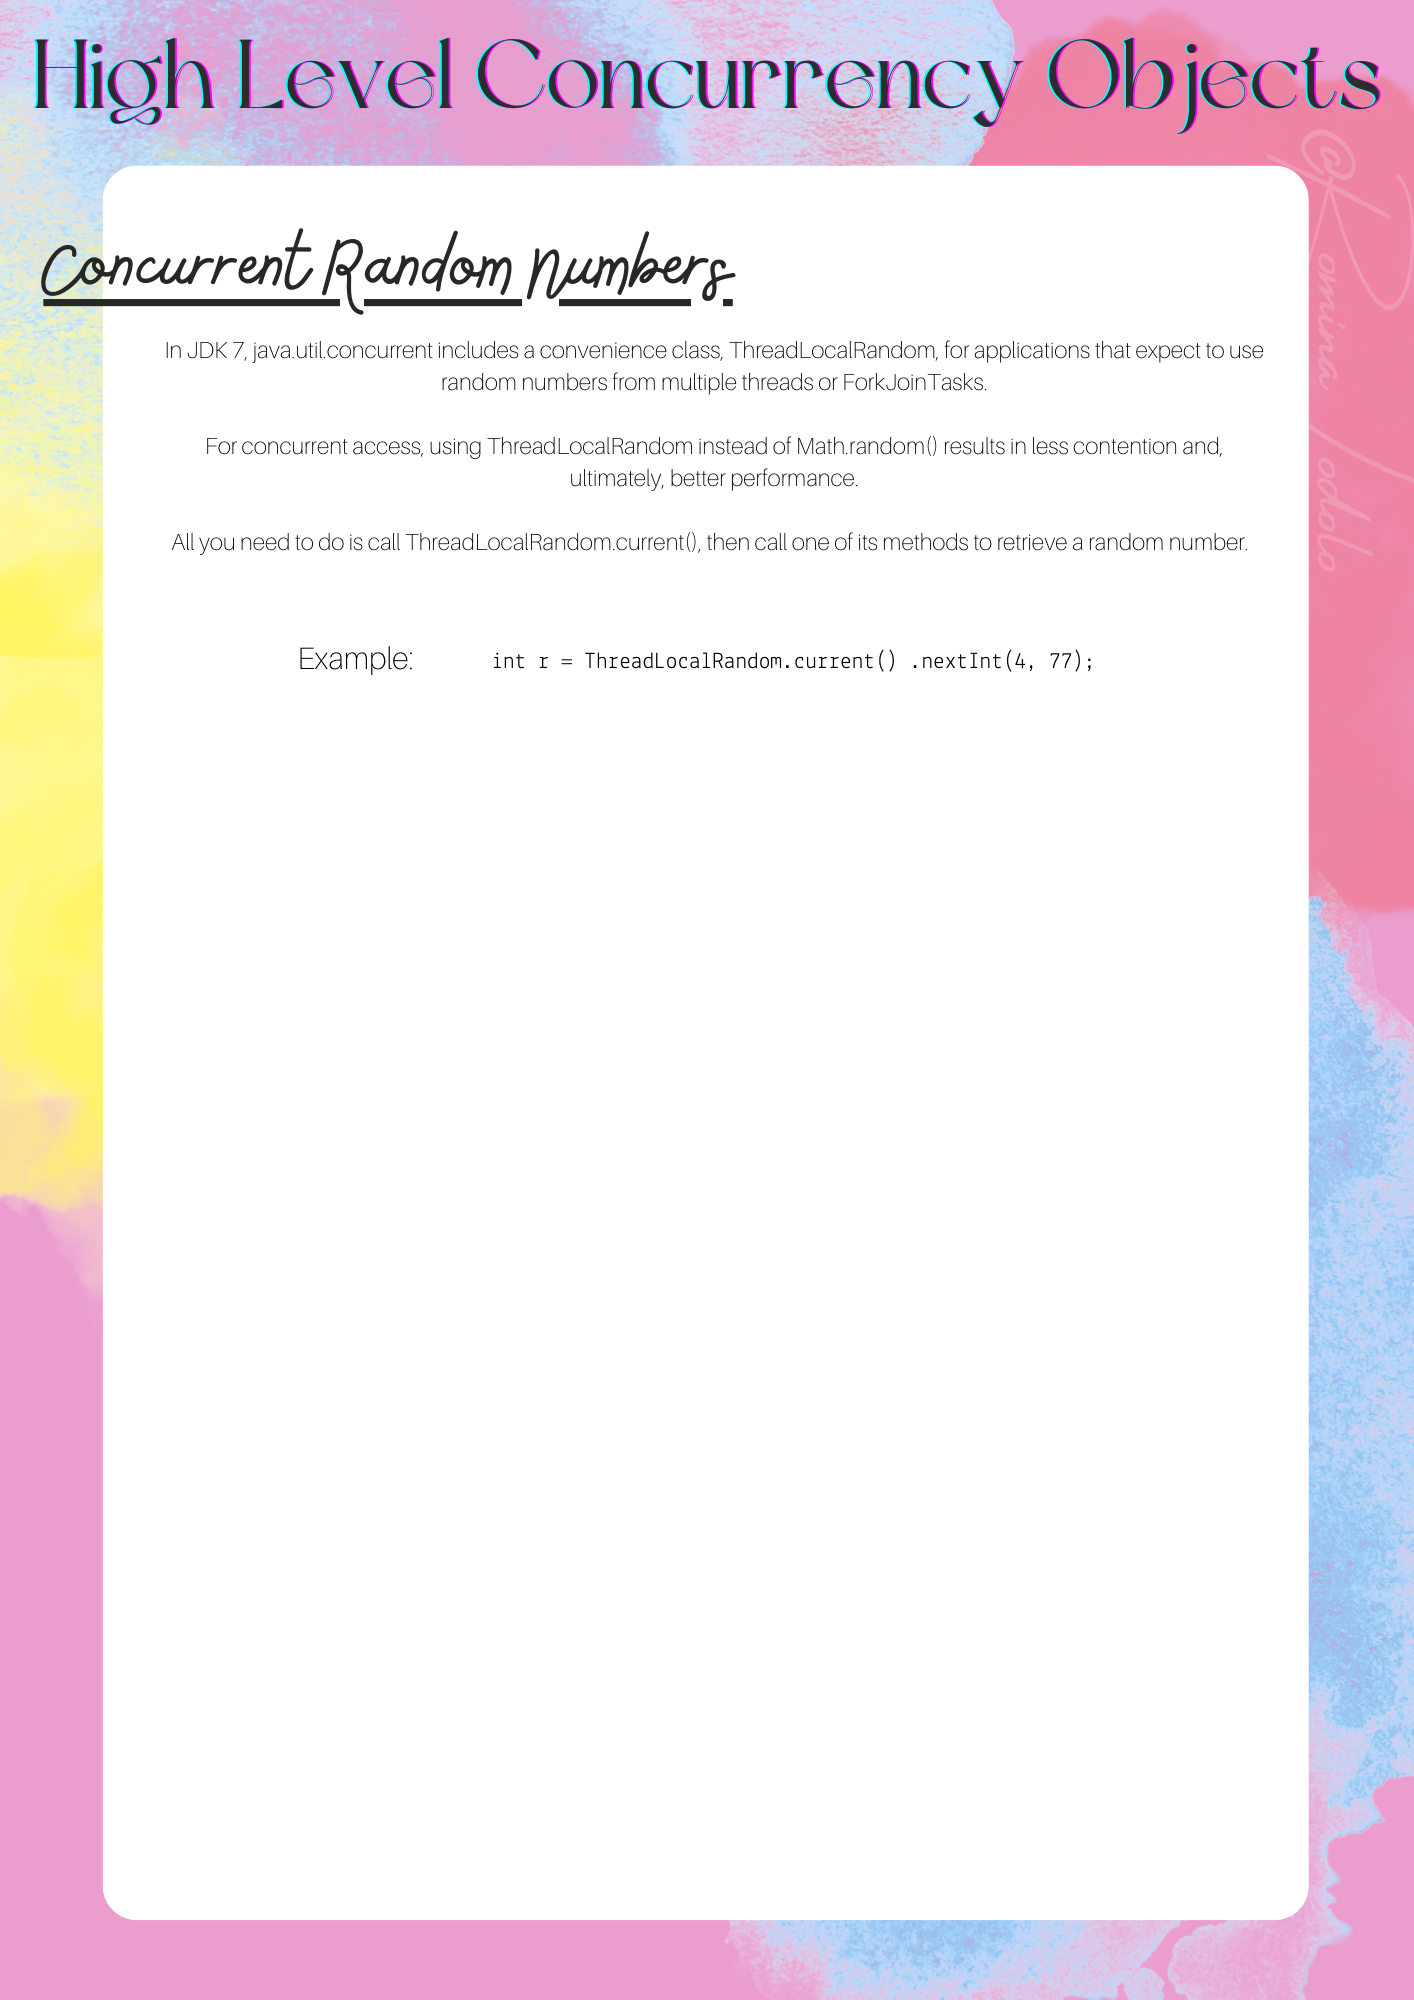 High Level Concurrency Objects
@Romina Iodolo
Concurrent Random Numbers
In JDK 7, java.util.concurrent includes a convenience class, ThreadLocalRandom, for applications that expect to use
random numbers from multiple threads or ForkJoinTasks.
For concurrent access, using ThreadLocalRandom instead of Math.random() results in less contention and,
ultimately, better performance.
All you need to do is call ThreadLocalRandom.current(), then call one of its methods to retrieve a random number.
Example: int r = ThreadLocalRandom.current() .nextInt(4, 77);